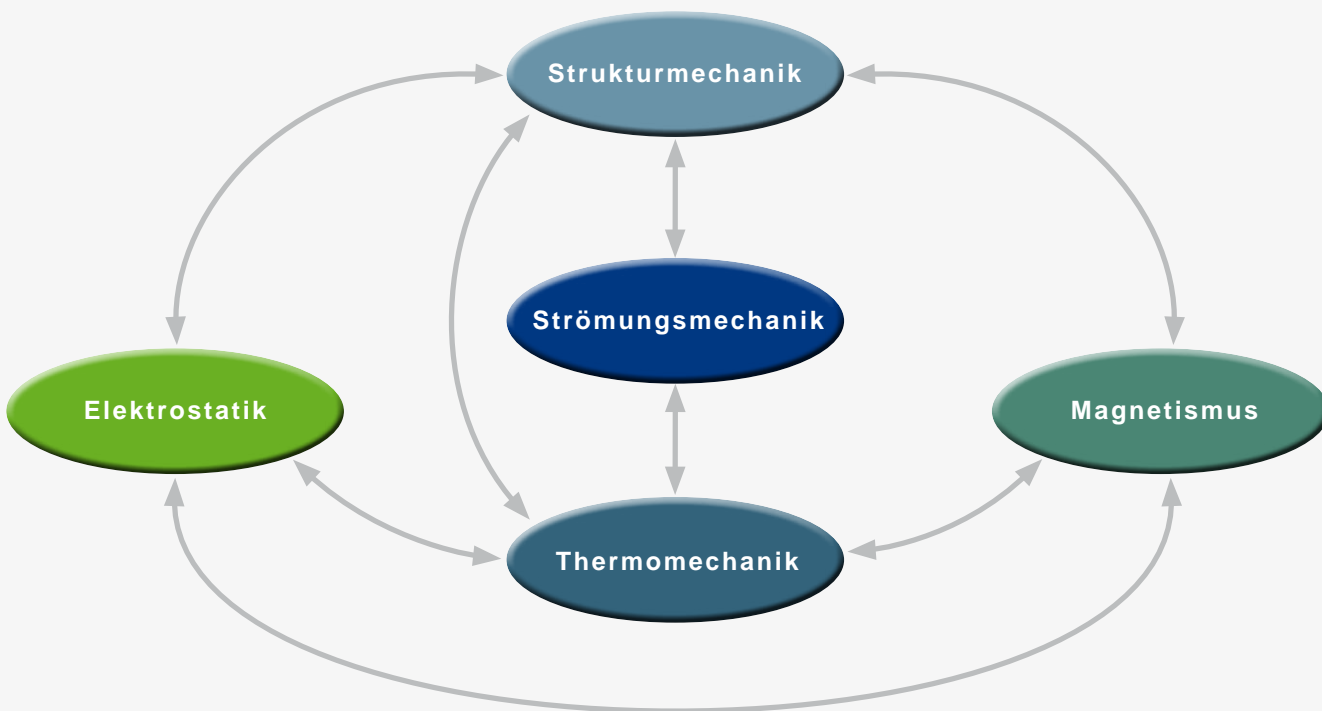 Strukturmechanik
Strömungsmechanik
Elektrostatik
Magnetismus
Thermomechanik